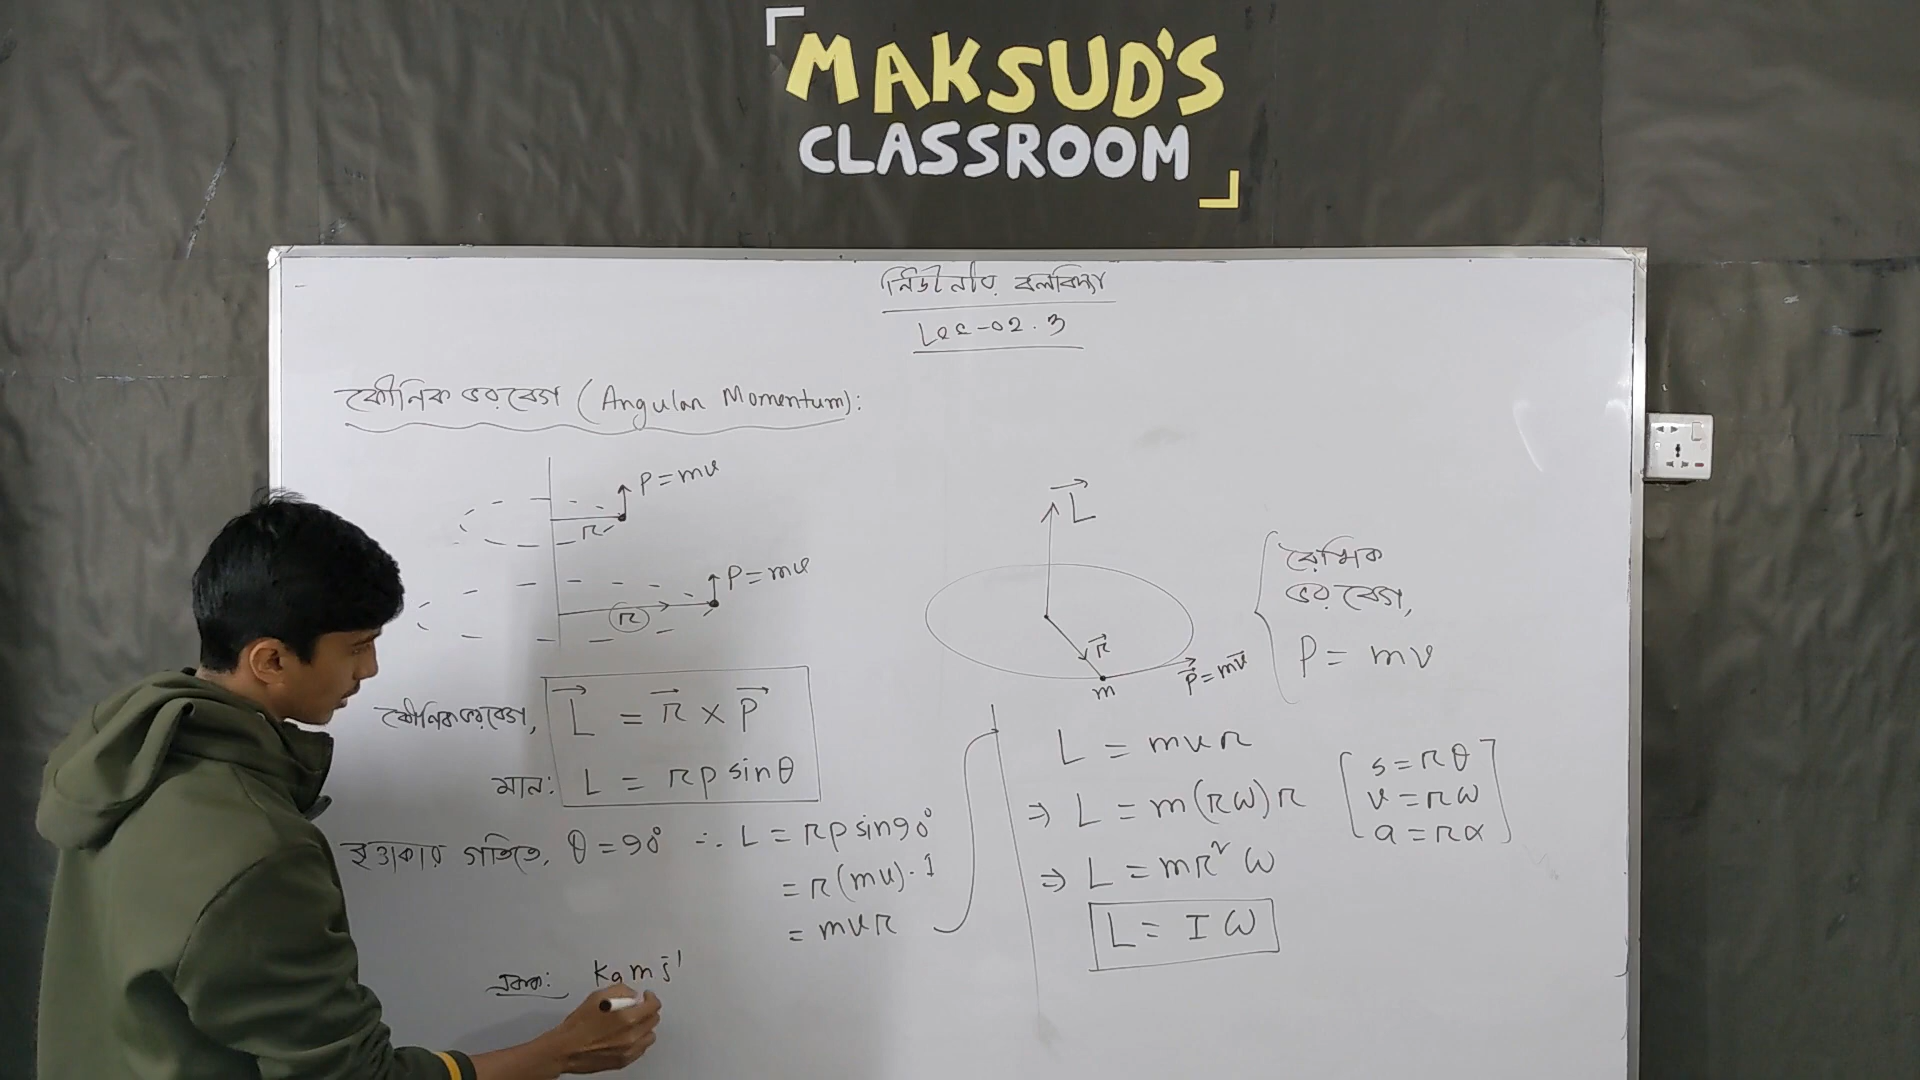 MAKSUD'S
CLASSROOM
নিউটনীয় বলবিদ্যা
Lec-02.3
কৌনিক ভরবেগ (Angular Momentum):
P = mv
r
P = mv
r
কৌনিক ভরবেগ, L⃗ = r⃗ × P⃗
মান: L = rp sinθ
বৃত্তাকার গতিতে, θ = 90° ∴ L = rp sin90°
= r(mv)·1
= mvr
একক: Kgms⁻¹
L⃗
r⃗
m
P⃗ = mv⃗
রৈখিক
ভরবেগ,
P = mv
L = mvr
⇒ L = m(rω)r
⇒ L = mr²ω
L = Iω
s = rθ
v = rω
a = rα